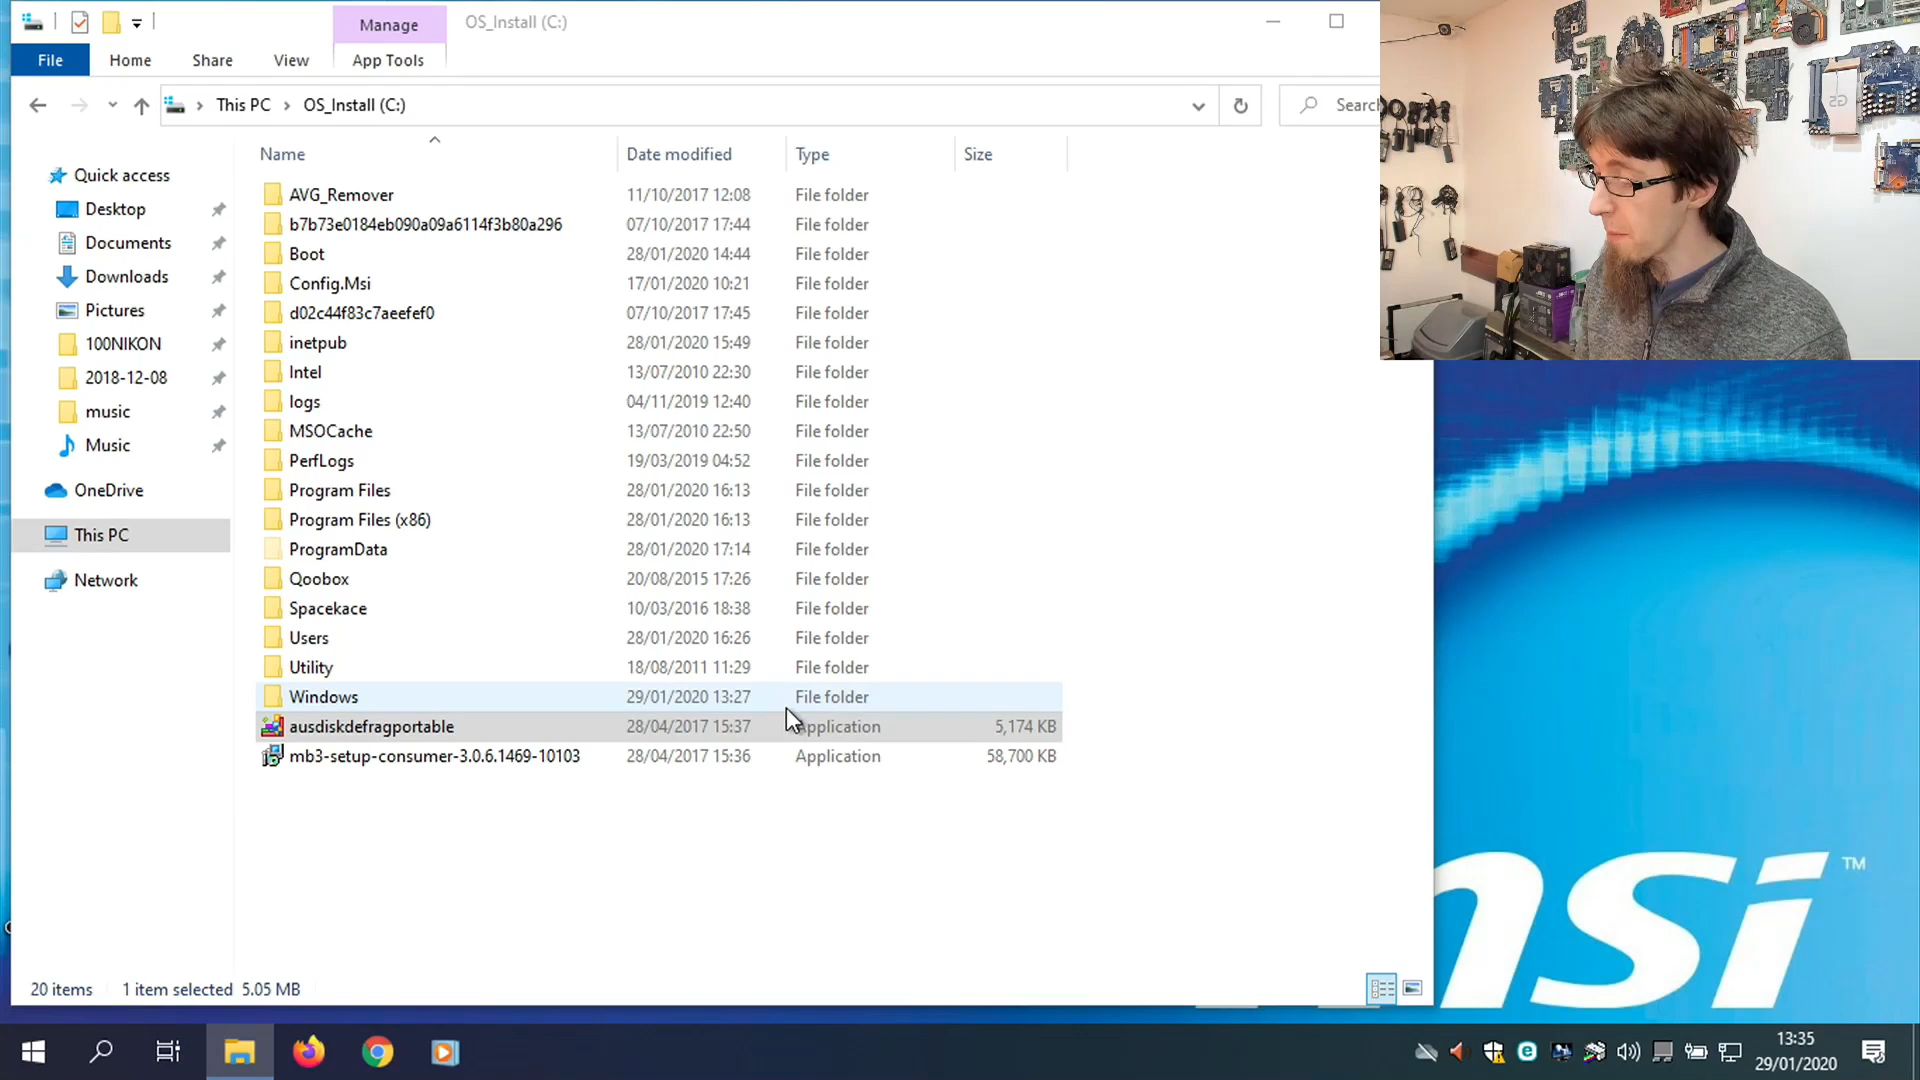 Manage
OS_Install (C:)
File
Home
Share
View
App Tools
This PC
OS_Install (C:)
Search
Name
Date modified
Type
Size
Quick access
Desktop
Documents
Downloads
Pictures
100NIKON
2018-12-08
music
Music
OneDrive
This PC
Network
AVG_Remover 11/10/2017 12:08 File folder
b7b73e0184eb090a09a6114f3b80a296 07/10/2017 17:44 File folder
Boot 28/01/2020 14:44 File folder
Config.Msi 17/01/2020 10:21 File folder
d02c44f83c7aeefef0 07/10/2017 17:45 File folder
inetpub 28/01/2020 15:49 File folder
Intel 13/07/2010 22:30 File folder
logs 04/11/2019 12:40 File folder
MSOCache 13/07/2010 22:50 File folder
PerfLogs 19/03/2019 04:52 File folder
Program Files 28/01/2020 16:13 File folder
Program Files (x86) 28/01/2020 16:13 File folder
ProgramData 28/01/2020 17:14 File folder
Qoobox 20/08/2015 17:26 File folder
Spacekace 10/03/2016 18:38 File folder
Users 28/01/2020 16:26 File folder
Utility 18/08/2011 11:29 File folder
Windows 29/01/2020 13:27 File folder
ausdiskdefragportable 28/04/2017 15:37 Application 5,174 KB
mb3-setup-consumer-3.0.6.1469-10103 28/04/2017 15:36 Application 58,700 KB
20 items 1 item selected 5.05 MB
msi™
G5
13:35
29/01/2020